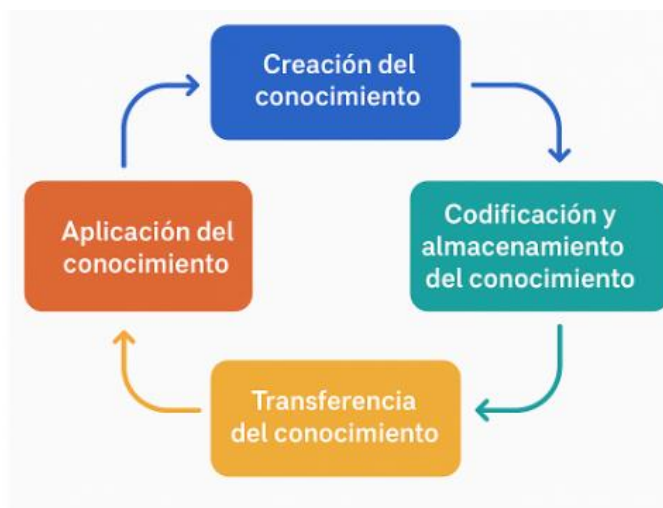 Creación del
conocimiento
Codificación y
almacenamiento
del conocimiento
Transferencia
del conocimiento
Aplicación del
conocimiento